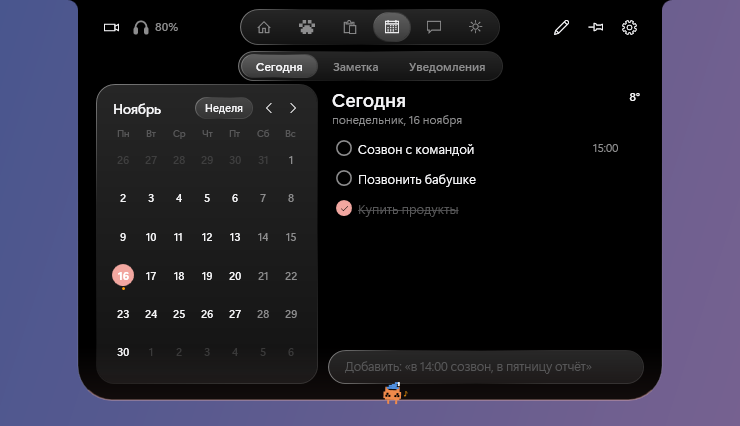 80%
Сегодня Заметка Уведомления
Ноябрь Неделя
Пн Вт Ср Чт Пт Сб Вс
26 27 28 29 30 31 1
2 3 4 5 6 7 8
9 10 11 12 13 14 15
16 17 18 19 20 21 22
23 24 25 26 27 28 29
30 1 2 3 4 5 6
Сегодня 8°
понедельник, 16 ноября
Созвон с командой 15:00
Позвонить бабушке
Купить продукты
Добавить: «в 14:00 созвон, в пятницу отчёт»